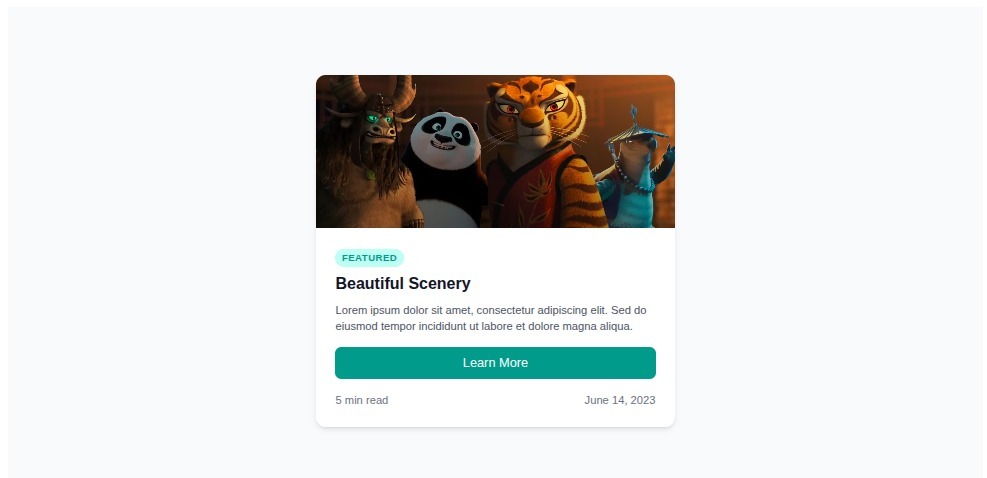 FEATURED
Beautiful Scenery
Lorem ipsum dolor sit amet, consectetur adipiscing elit. Sed do
eiusmod tempor incididunt ut labore et dolore magna aliqua.
Learn More
5 min read
June 14, 2023